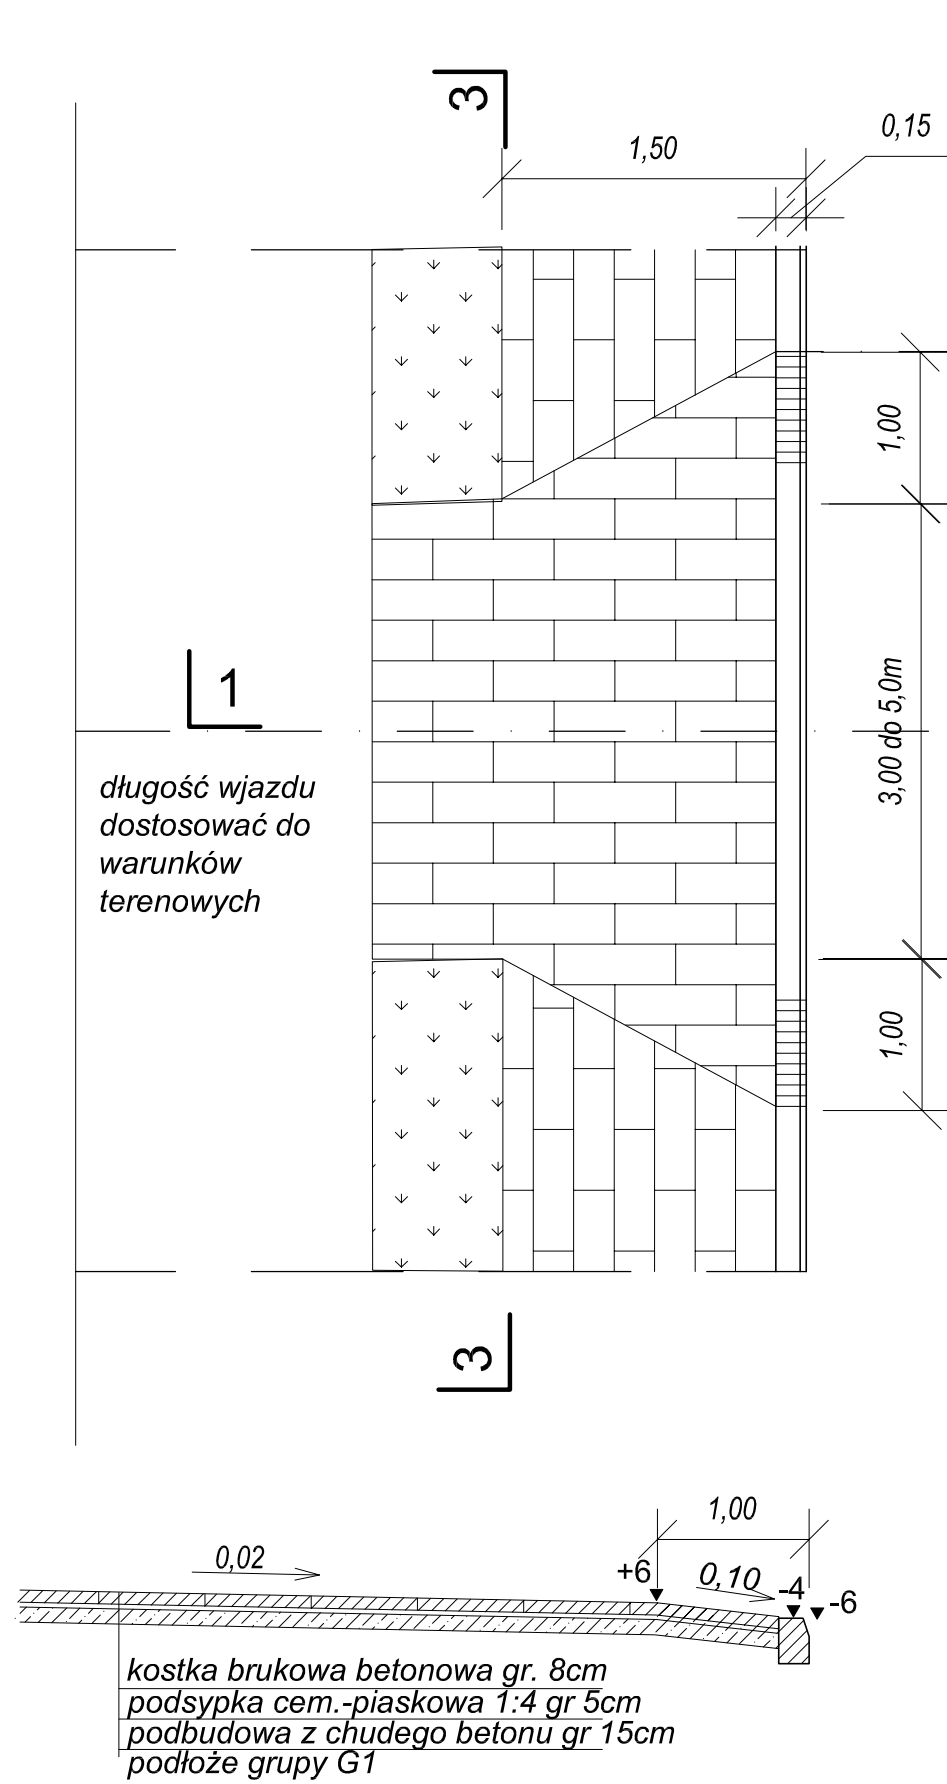 3
1,50
0,15
1,00
1
3,00 do 5,0m
długość wjazdu
dostosować do
warunków
terenowych
1,00
3
1,00
0,02
+6
0,10
-4
-6
kostka brukowa betonowa gr. 8cm
podsypka cem.-piaskowa 1:4 gr 5cm
podbudowa z chudego betonu gr 15cm
podłoże grupy G1